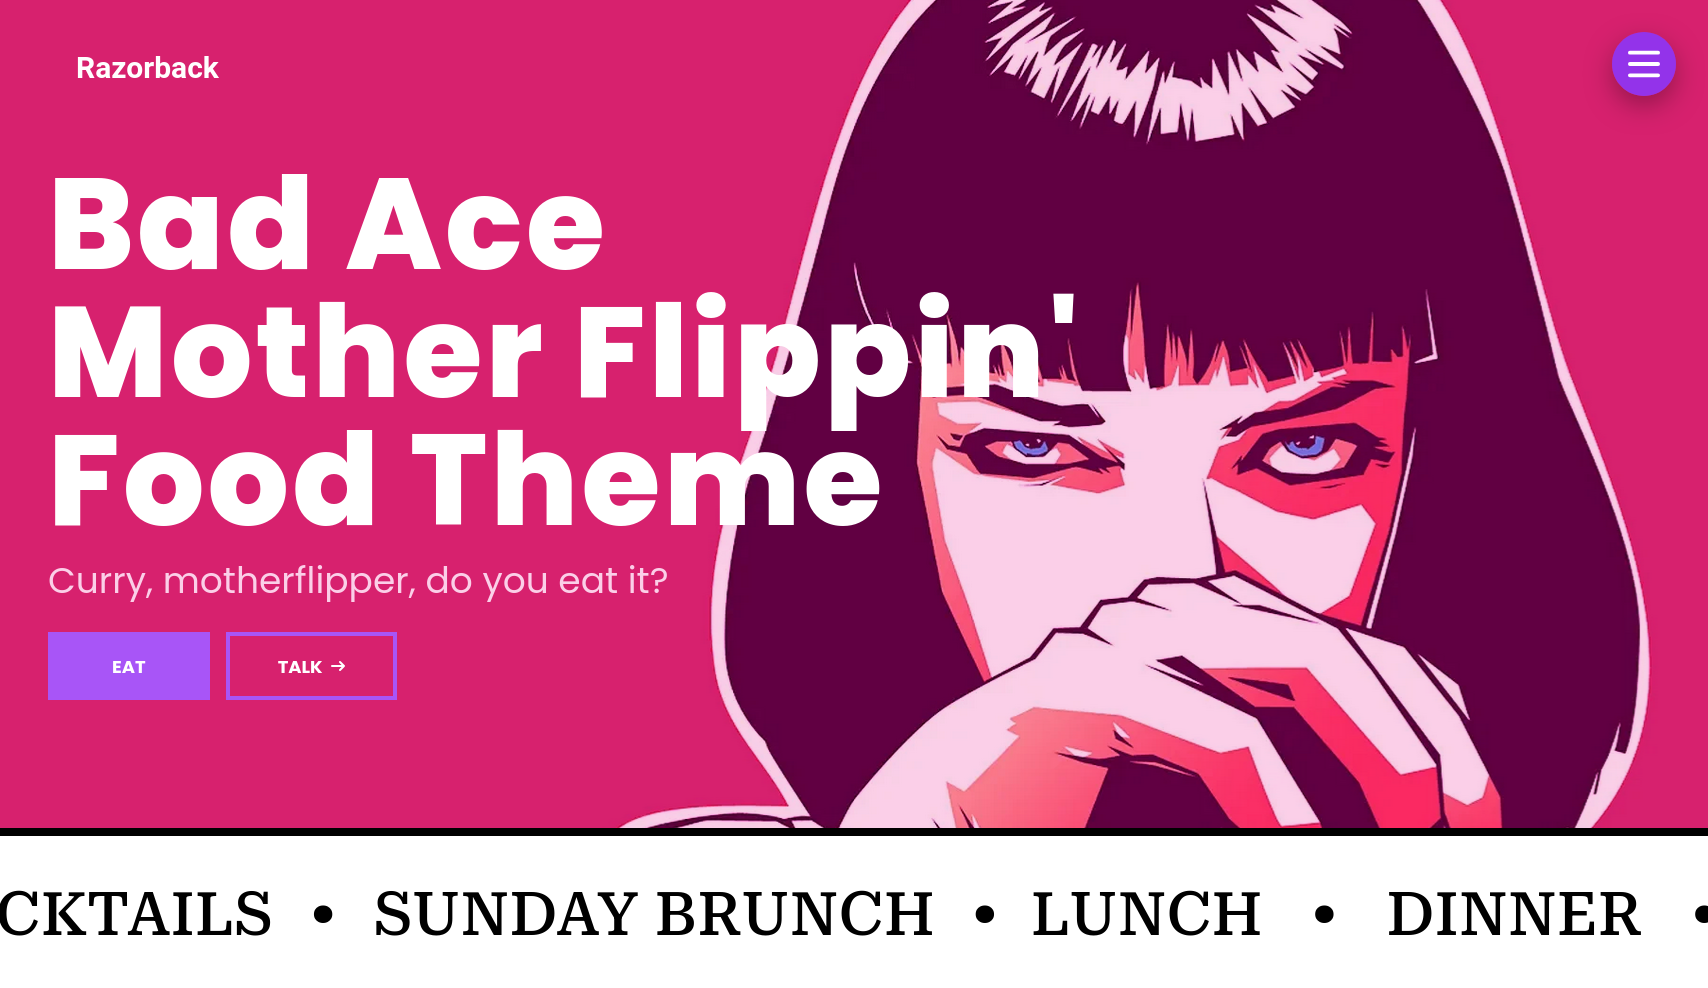 Razorback
Bad Ace
Mother Flippin'
Food Theme
Curry, motherflipper, do you eat it?
EAT
TALK →
CKTAILS • SUNDAY BRUNCH • LUNCH • DINNER •